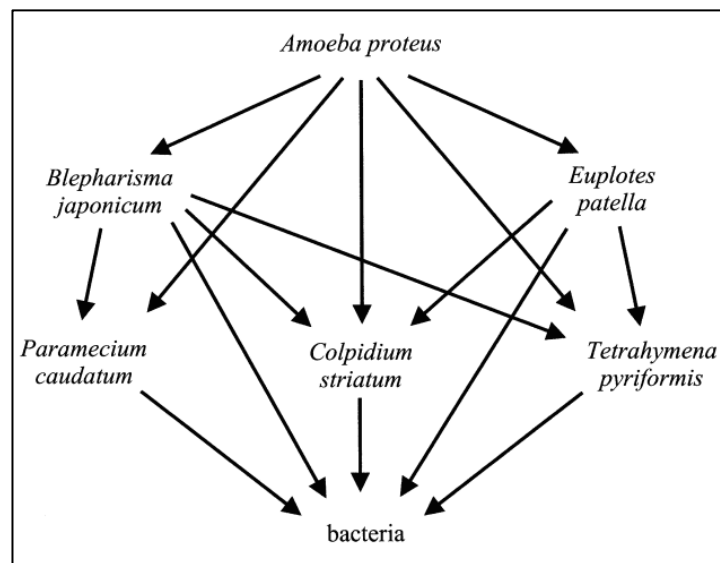 Amoeba proteus
Blepharisma
japonicum
Euplotes
patella
Paramecium
caudatum
Colpidium
striatum
Tetrahymena
pyriformis
bacteria